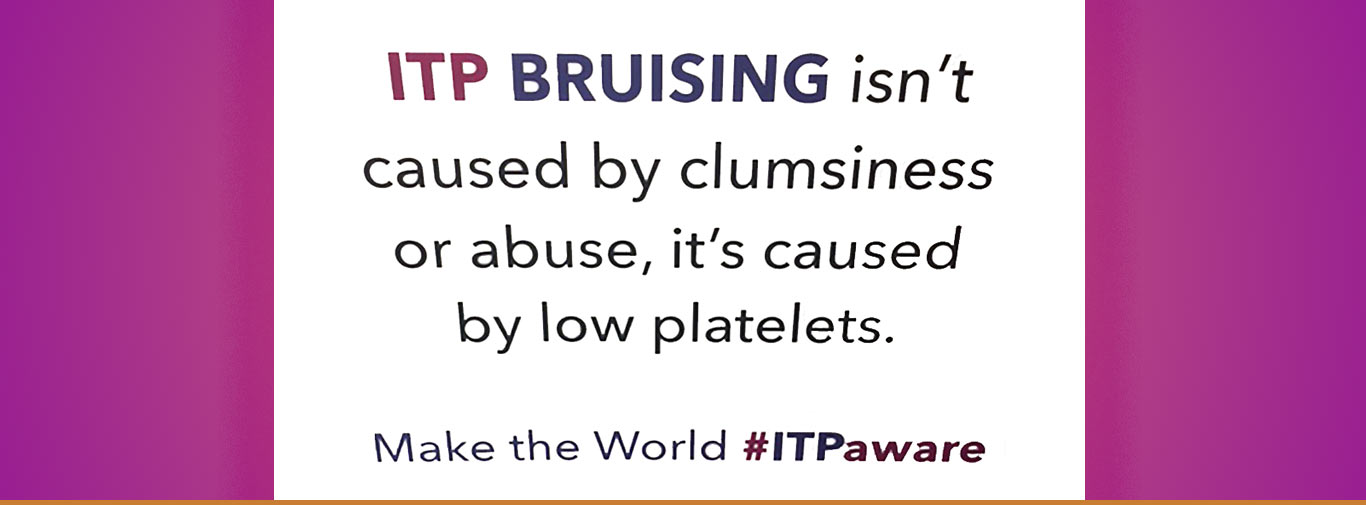 ITP BRUISING isn't
caused by clumsiness
or abuse, it's caused
by low platelets.
Make the World #ITPaware